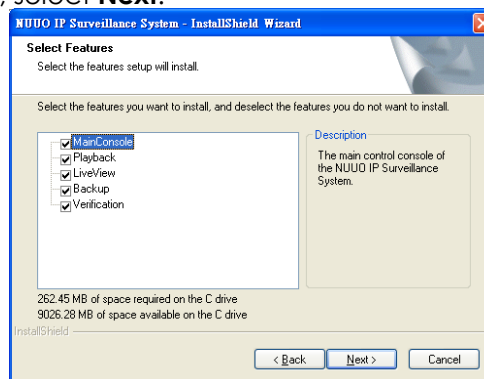 , select Next.
NUUO IP Surveillance System - InstallShield Wizard
Select Features
Select the features setup will install.
Select the features you want to install, and deselect the features you do not want to install.
MainConsole
Playback
LiveView
Backup
Verification
Description
The main control console of
the NUUO IP Surveillance
System.
262.45 MB of space required on the C drive
9026.28 MB of space available on the C drive
InstallShield
< Back
Next >
Cancel